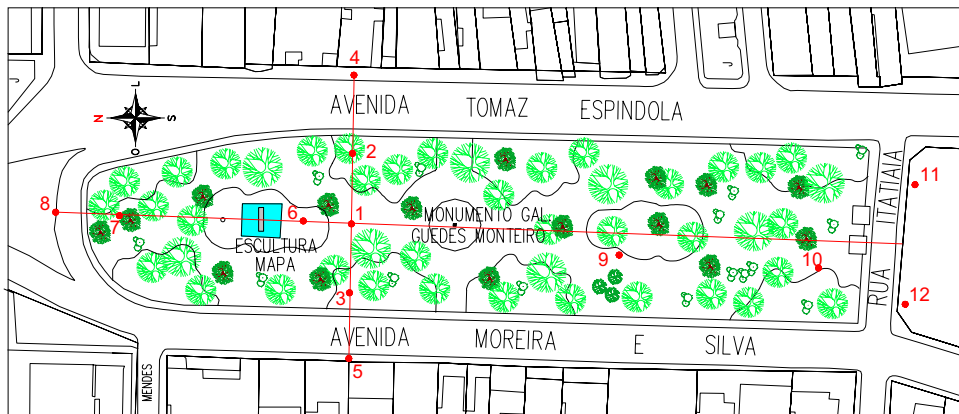 4
L
AVENIDA TOMAZ ESPINDOLA
N
S
O
2
11
RUA ITATIAIA
8
7
6
1
MONUMENTO GAL.
GUEDES MONTEIRO
ESCULTURA
MAPA
9
10
3
12
AVENIDA MOREIRA E SILVA
5
MENDES
J
J